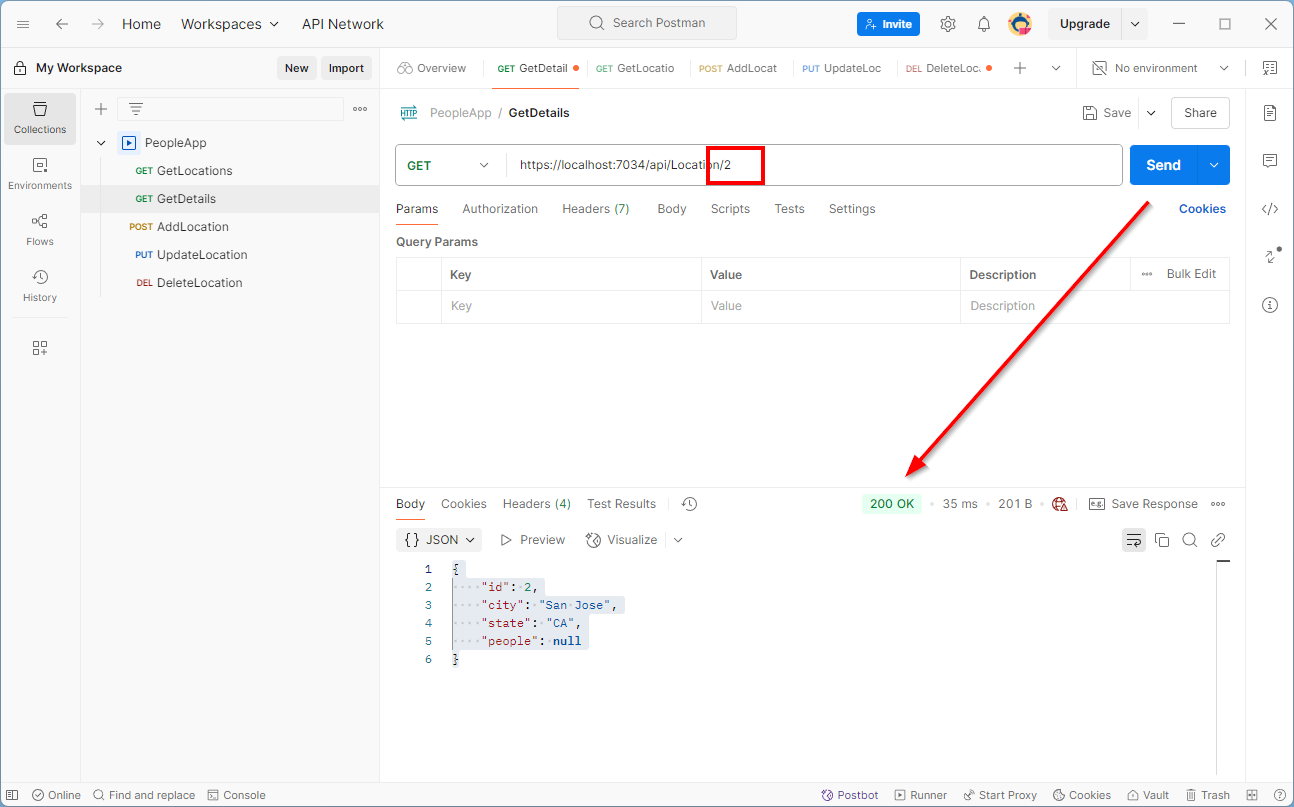 Home Workspaces API Network Search Postman Invite Upgrade
My Workspace New Import Overview GET GetDetail GET GetLocatio POST AddLocat PUT UpdateLoc DEL DeleteLoc No environment
Collections
Environments
Flows
History
PeopleApp
GET GetLocations
GET GetDetails
POST AddLocation
PUT UpdateLocation
DEL DeleteLocation
HTTP PeopleApp / GetDetails Save Share
GET https://localhost:7034/api/Location/2 Send
Params Authorization Headers (7) Body Scripts Tests Settings Cookies
Query Params
Key Value Description Bulk Edit
Key Value Description
Body Cookies Headers (4) Test Results 200 OK 35 ms 201 B e.g. Save Response
{} JSON Preview Visualize
1 {
2 "id": 2,
3 "city": "San Jose",
4 "state": "CA",
5 "people": null
6 }
Online Find and replace Console Postbot Runner Start Proxy Cookies Vault Trash